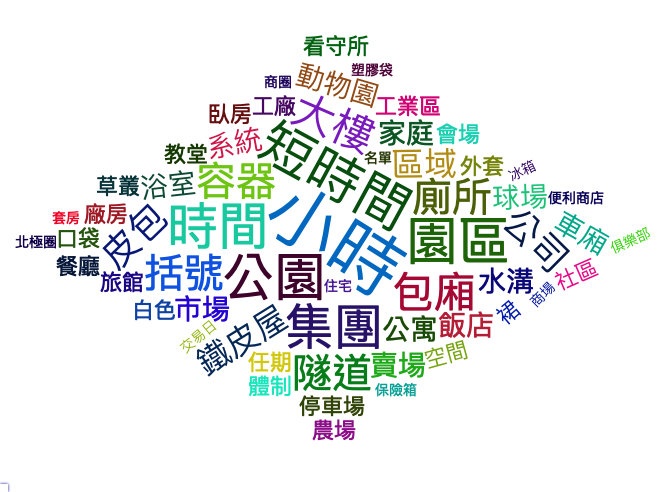 看守所
塑膠袋
商圈
動物園
工廠
大樓
工業區
臥房
系統
短時間
家庭
會場
教堂
名單
區域
外套
冰箱
草叢
浴室
容器
廁所
球場
便利商店
套房
廠房
皮包
時間
小時
園區
公司
車廂
俱樂部
北極圈
口袋
餐廳
旅館
括號
公園
住宅
包廂
水溝
社區
商場
白色
市場
集團
公寓
飯店
裙
交易日
鐵皮屋
任期
隧道
賣場
空間
體制
保險箱
停車場
農場